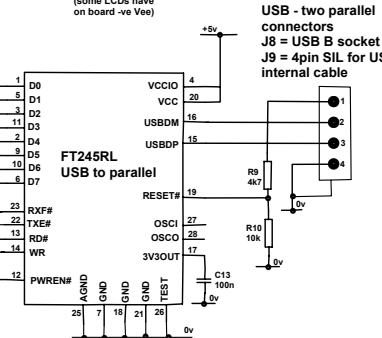 (some LCDs have
on board -ve Vee)
USB - two parallel
connectors
J8 = USB B socket
J9 = 4pin SIL for
internal cable
+5v
1 D0
5 D1
3 D2
11 D3
2 D4
9 D5
10 D6
6 D7
23 RXF#
22 TXE#
13 RD#
14 WR
12 PWREN#
FT245RL
USB to parallel
VCCIO 4
VCC 20
USBDM 16
USBDP 15
RESET# 19
OSCI 27
OSCO 28
3V3OUT 17
AGND GND GND GND TEST
25 7 18 21 26
0v
R9
4k7
R10
10k
0v
C13
100n
0v
1
2
3
4
0v